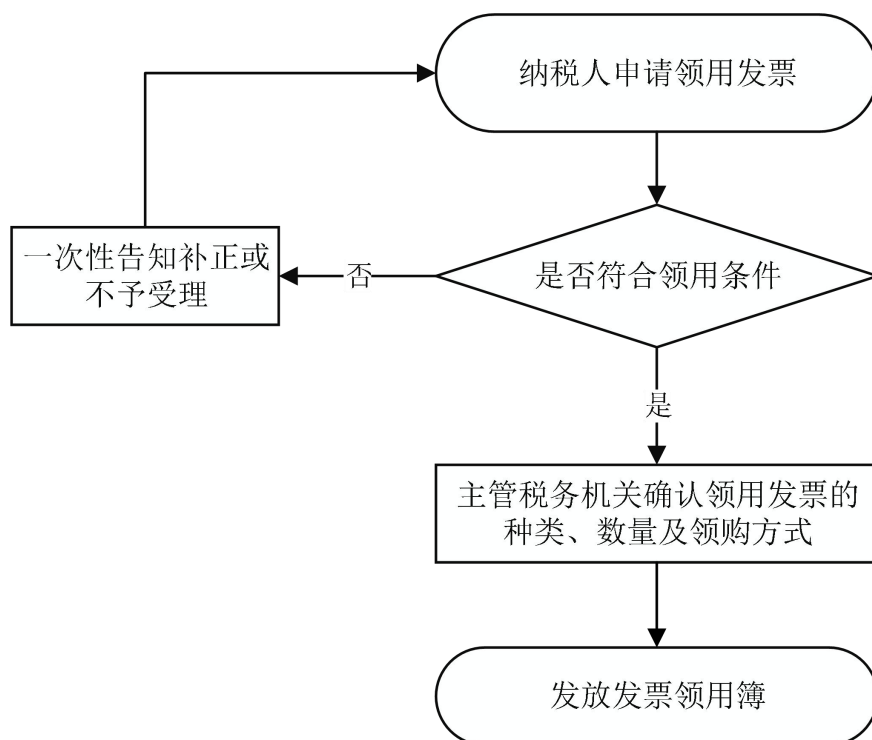 纳税人申请领用发票
是否符合领用条件
否
一次性告知补正或
不予受理
是
主管税务机关确认领用发票的
种类、数量及领购方式
发放发票领用簿